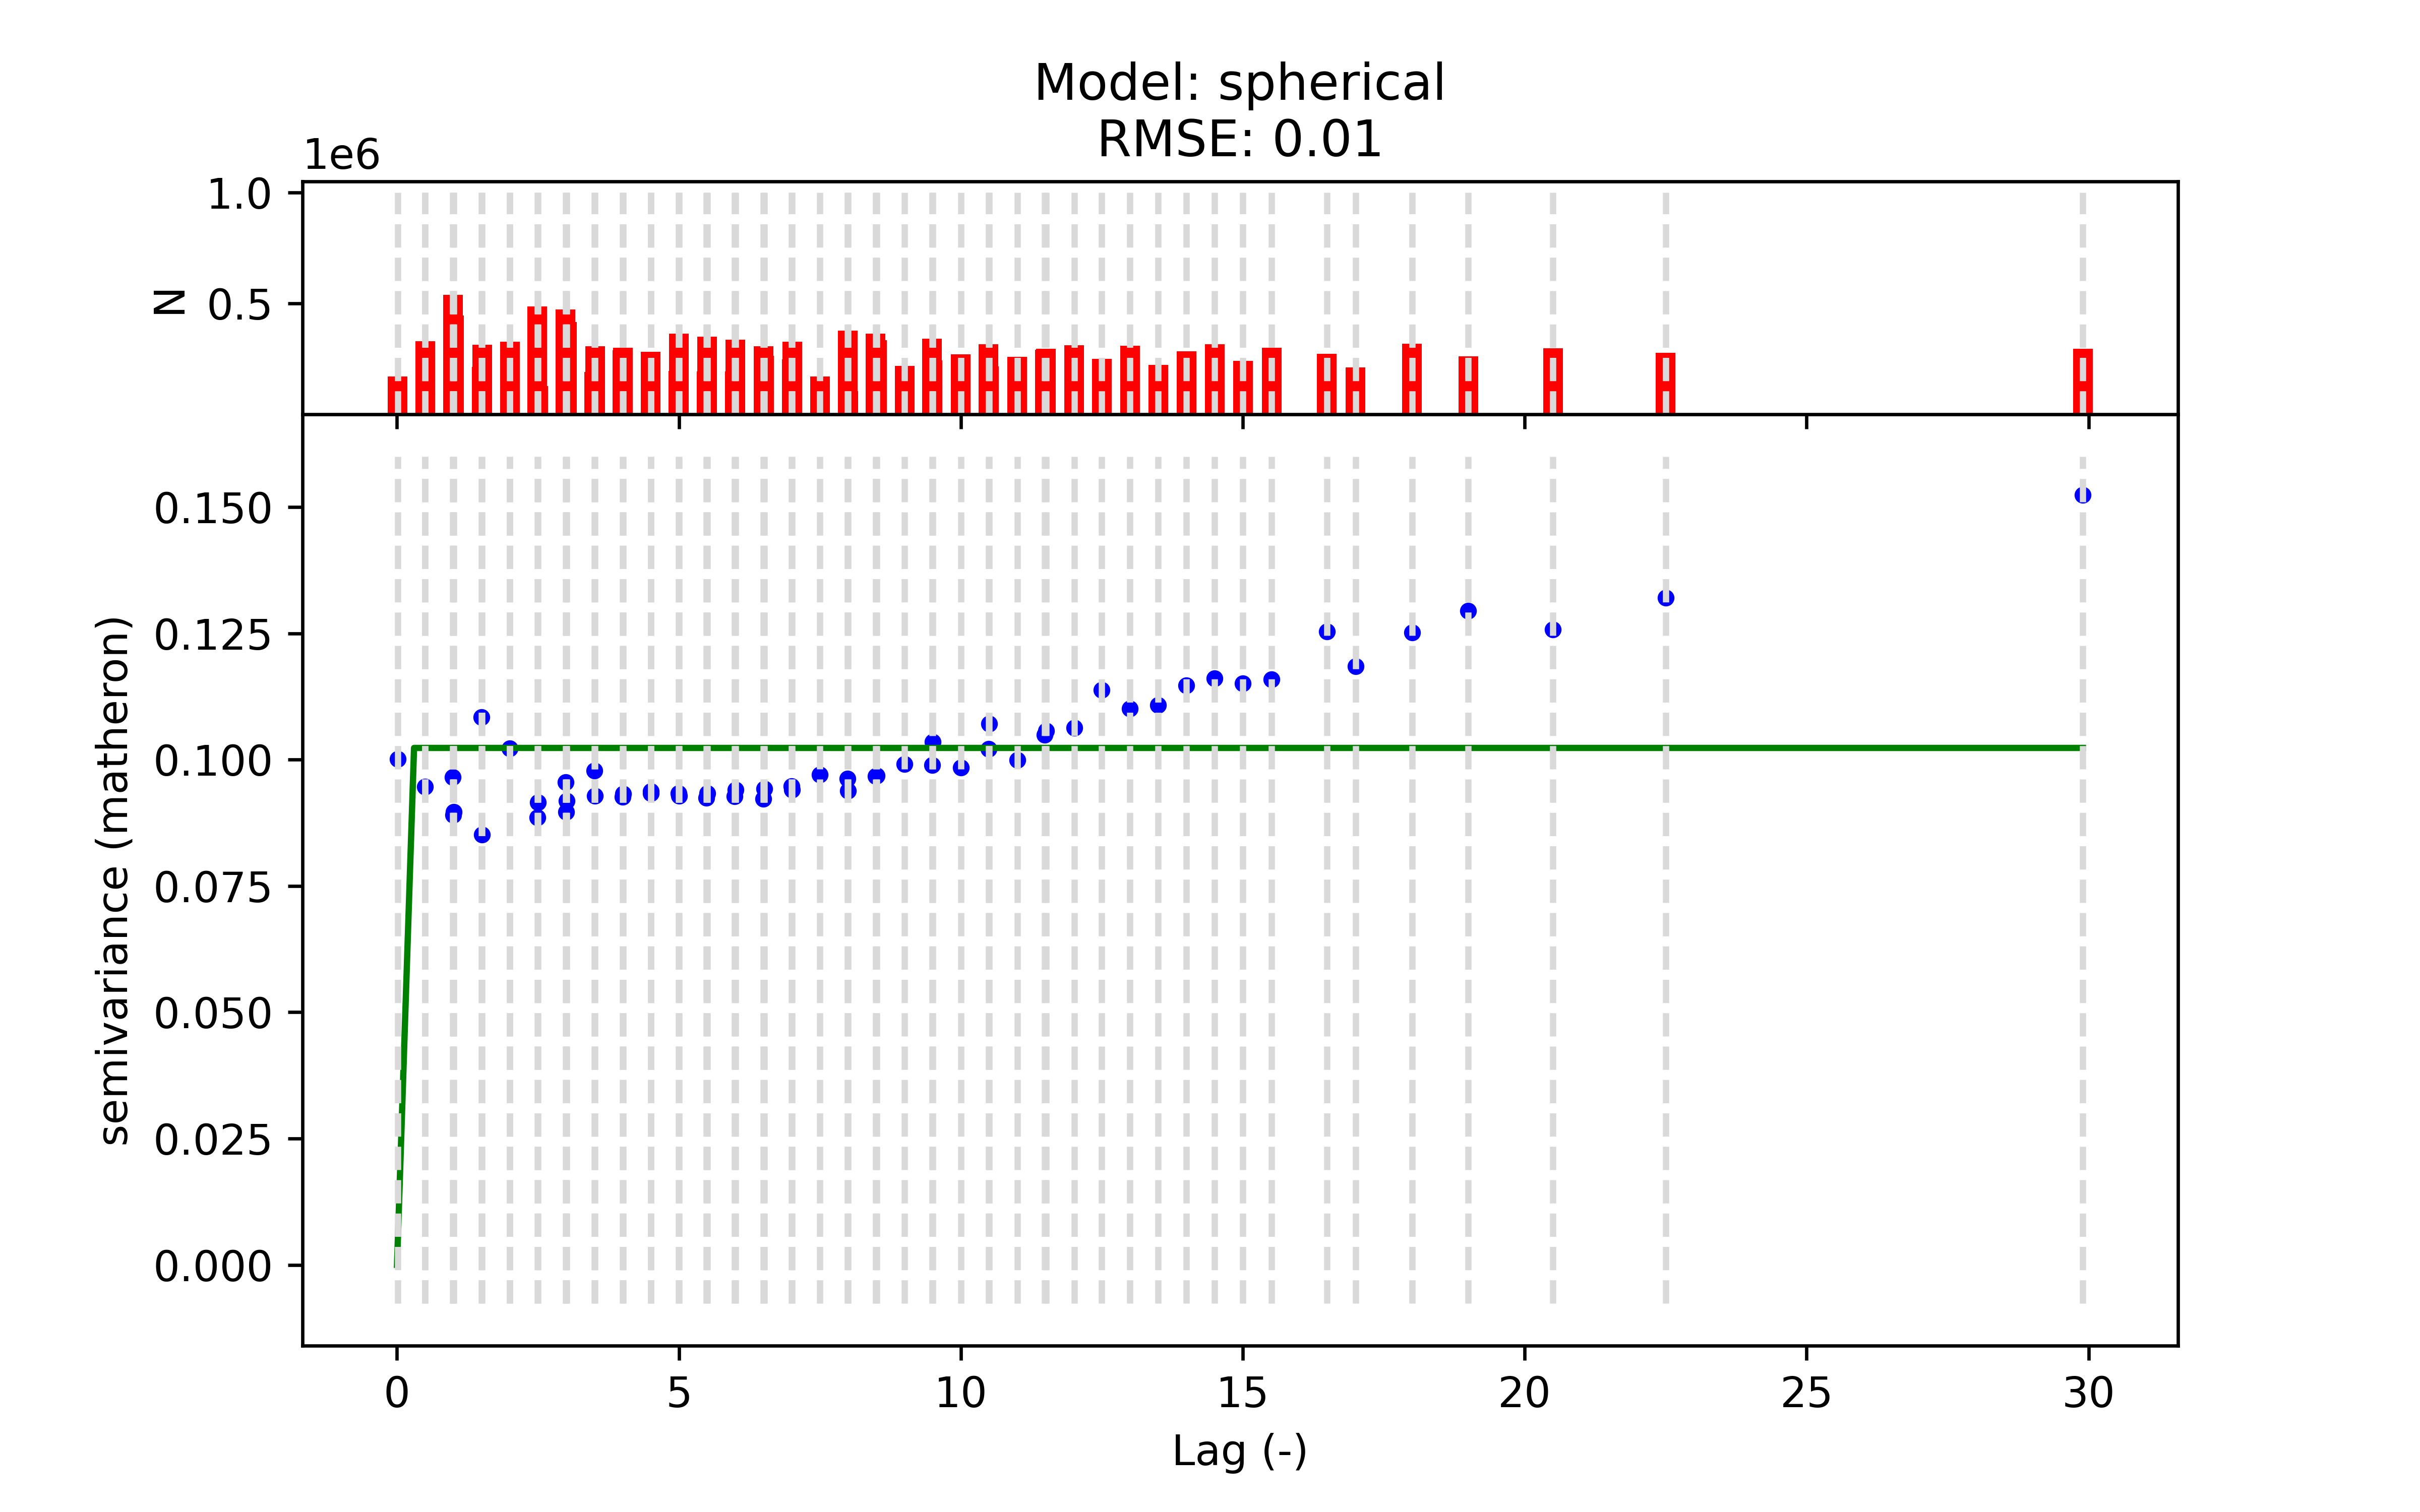 Model: spherical
RMSE: 0.01
1e6
1.0
0.5
N
0.150
0.125
0.100
0.075
0.050
0.025
0.000
semivariance (matheron)
0 5 10 15 20 25 30
Lag (-)